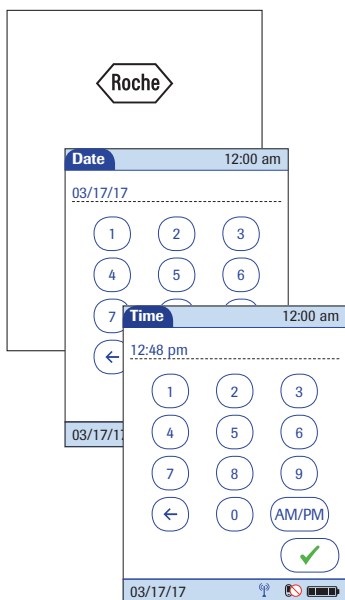 Roche
Date 12:00 am
03/17/17
1 2 3
4 5 6
7
←
03/17/1
Time 12:00 am
12:48 pm
1 2 3
4 5 6
7 8 9
← 0 AM/PM
03/17/17